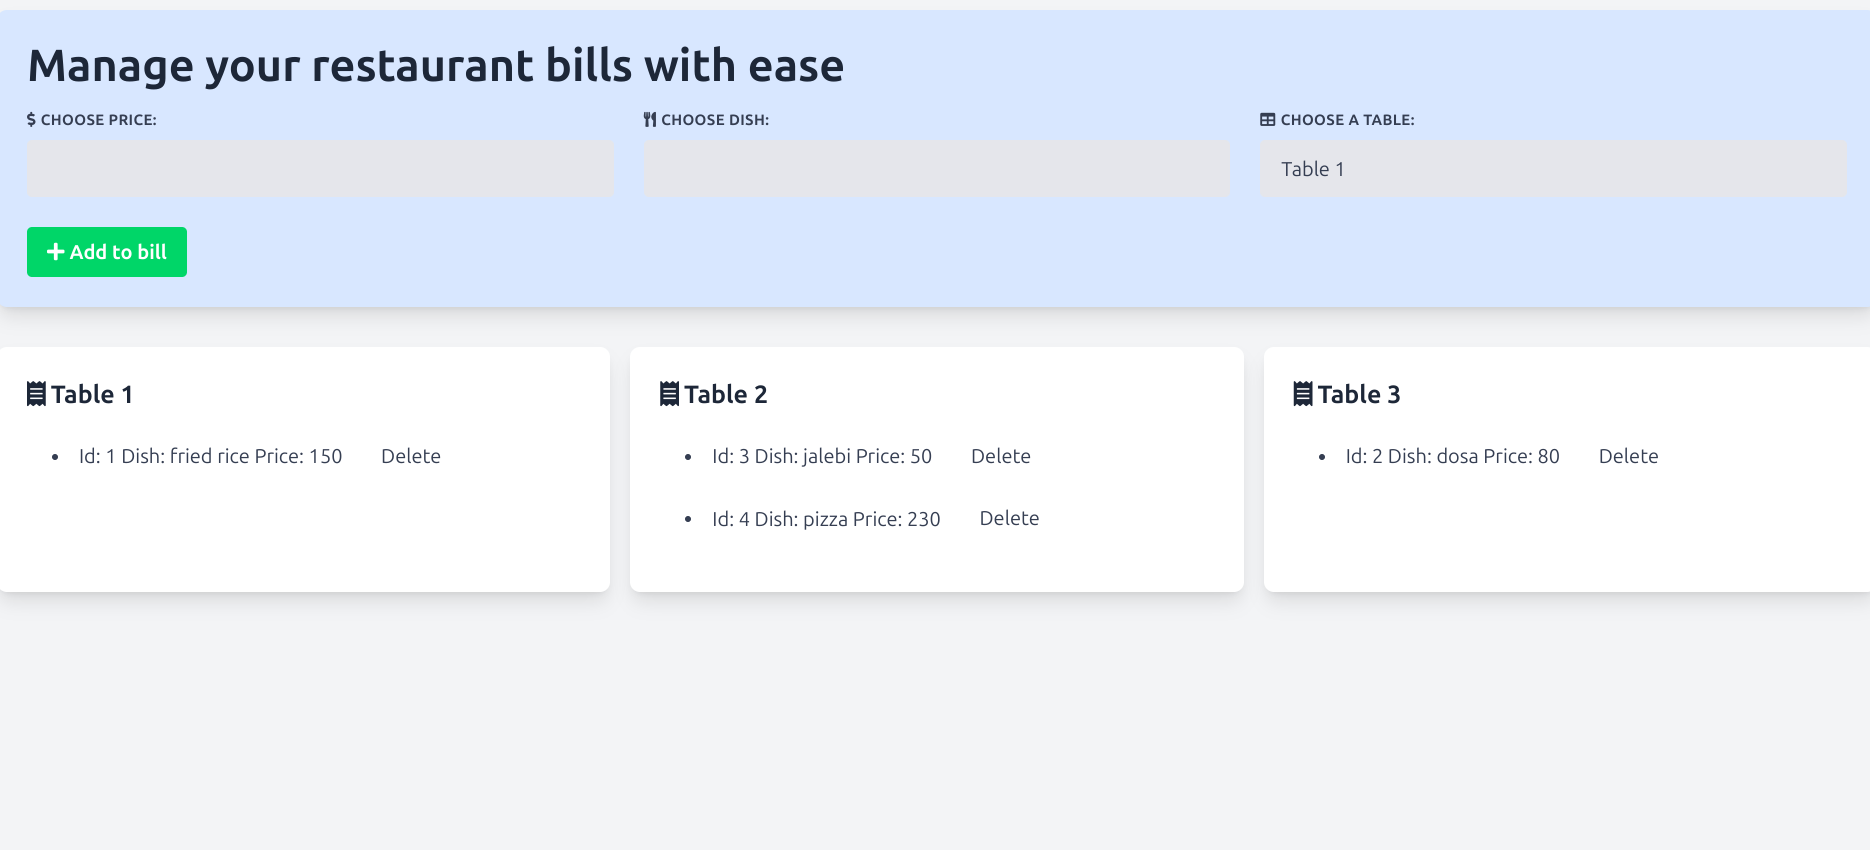 Manage your restaurant bills with ease
CHOOSE PRICE:
CHOOSE DISH:
CHOOSE A TABLE:
Table 1
Add to bill
Table 1
Id: 1 Dish: fried rice Price: 150 Delete
Table 2
Id: 3 Dish: jalebi Price: 50 Delete
Id: 4 Dish: pizza Price: 230 Delete
Table 3
Id: 2 Dish: dosa Price: 80 Delete